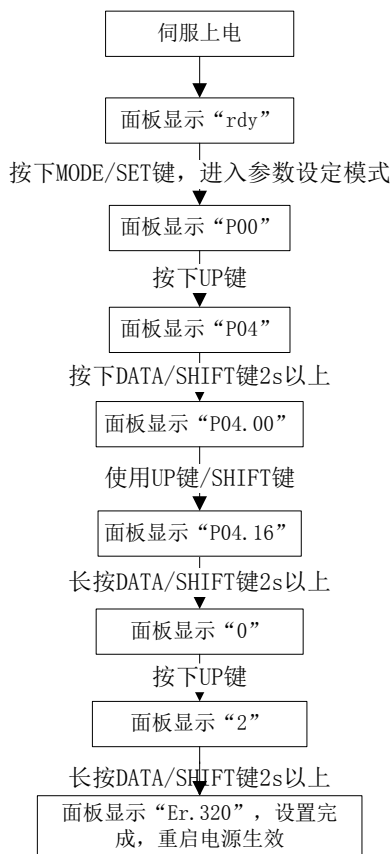 伺服上电
面板显示“rdy”
按下MODE/SET键，进入参数设定模式
面板显示“P00”
按下UP键
面板显示“P04”
按下DATA/SHIFT键2s以上
面板显示“P04.00”
使用UP键/SHIFT键
面板显示“P04.16”
长按DATA/SHIFT键2s以上
面板显示“0”
按下UP键
面板显示“2”
长按DATA/SHIFT键2s以上
面板显示“Er.320”，设置完
成，重启电源生效